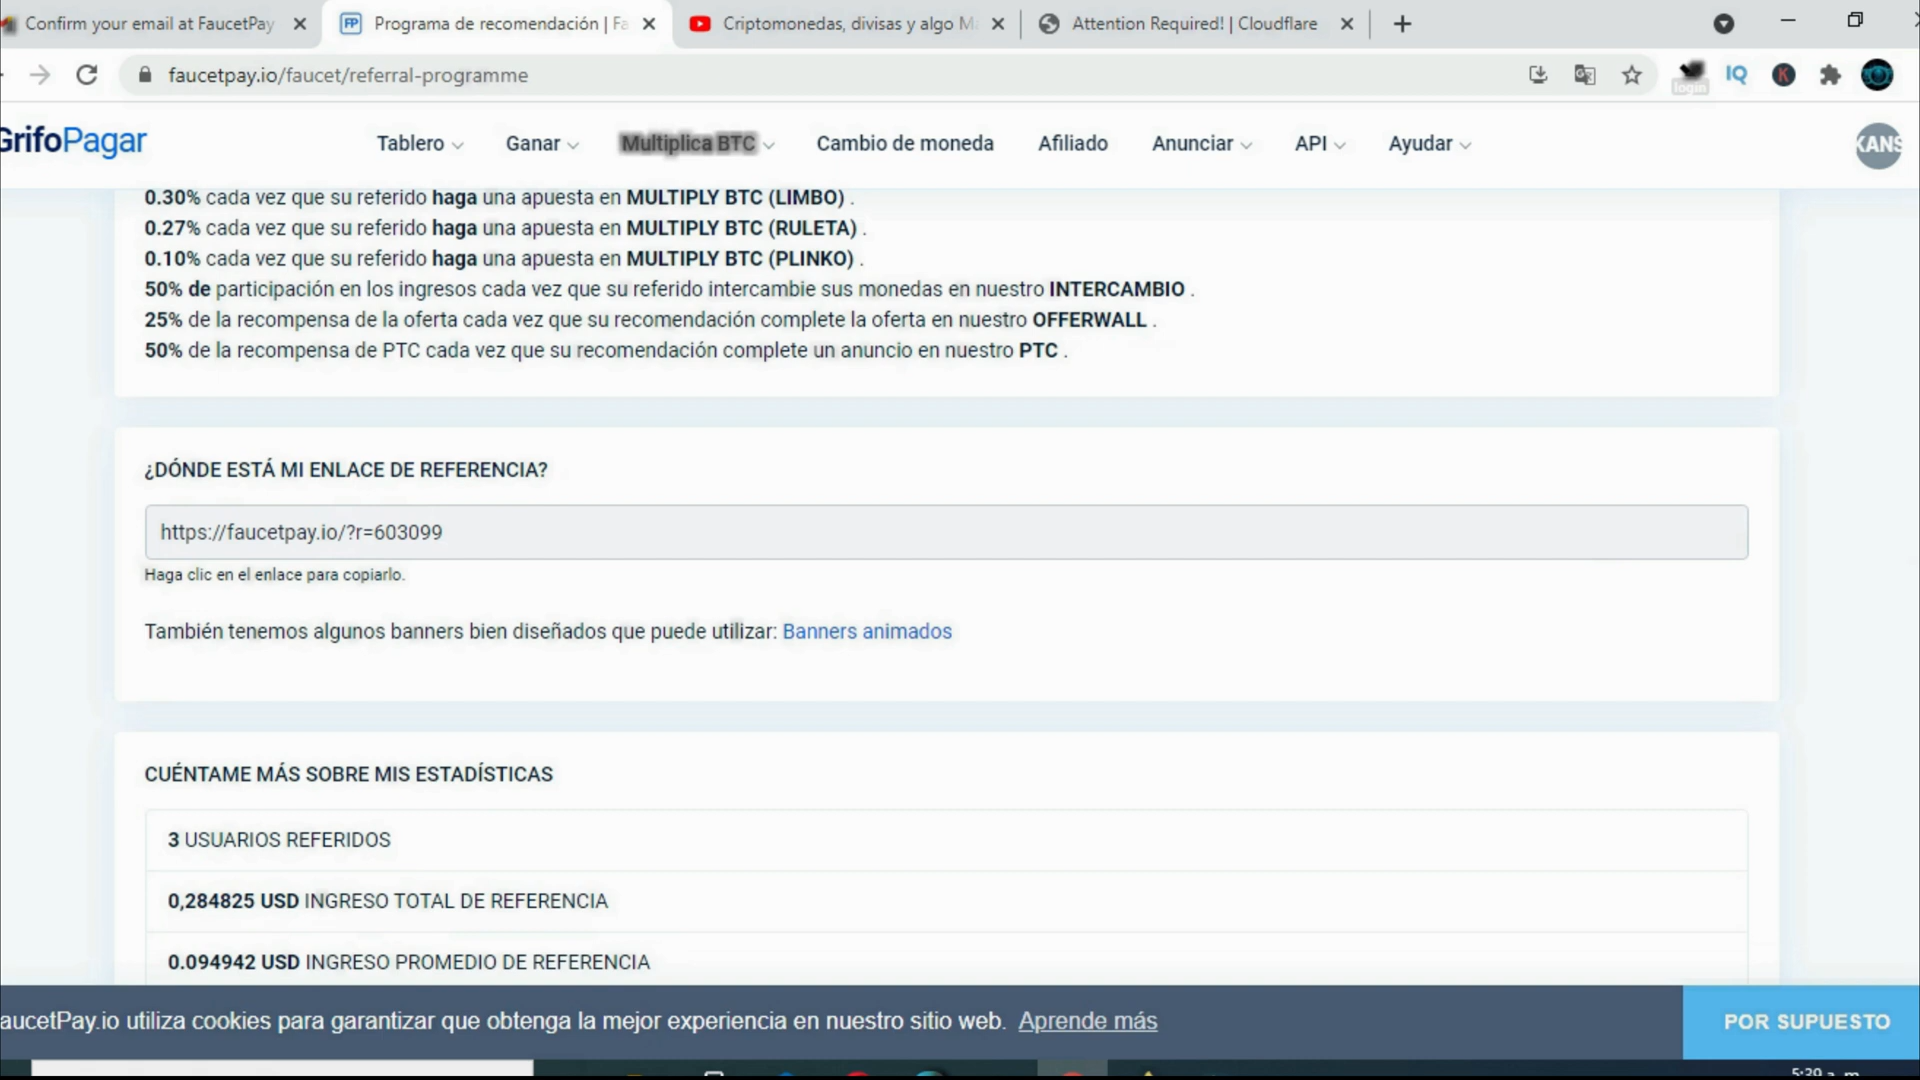 Confirm your email at FaucetPay
Programa de recomendación | Fa
Criptomonedas, divisas y algo M
Attention Required! | Cloudflare
faucetpay.io/faucet/referral-programme
login
IQ
K
GrifoPagar
Tablero
Ganar
Multiplica BTC
Cambio de moneda
Afiliado
Anunciar
API
Ayudar
KANS
0.30% cada vez que su referido haga una apuesta en MULTIPLY BTC (LIMBO) .
0.27% cada vez que su referido haga una apuesta en MULTIPLY BTC (RULETA) .
0.10% cada vez que su referido haga una apuesta en MULTIPLY BTC (PLINKO) .
50% de participación en los ingresos cada vez que su referido intercambie sus monedas en nuestro INTERCAMBIO .
25% de la recompensa de la oferta cada vez que su recomendación complete la oferta en nuestro OFFERWALL .
50% de la recompensa de PTC cada vez que su recomendación complete un anuncio en nuestro PTC .
¿DÓNDE ESTÁ MI ENLACE DE REFERENCIA?
https://faucetpay.io/?r=603099
Haga clic en el enlace para copiarlo.
También tenemos algunos banners bien diseñados que puede utilizar: Banners animados
CUÉNTAME MÁS SOBRE MIS ESTADÍSTICAS
3 USUARIOS REFERIDOS
0,284825 USD INGRESO TOTAL DE REFERENCIA
0.094942 USD INGRESO PROMEDIO DE REFERENCIA
aucetPay.io utiliza cookies para garantizar que obtenga la mejor experiencia en nuestro sitio web. Aprende más
POR SUPUESTO